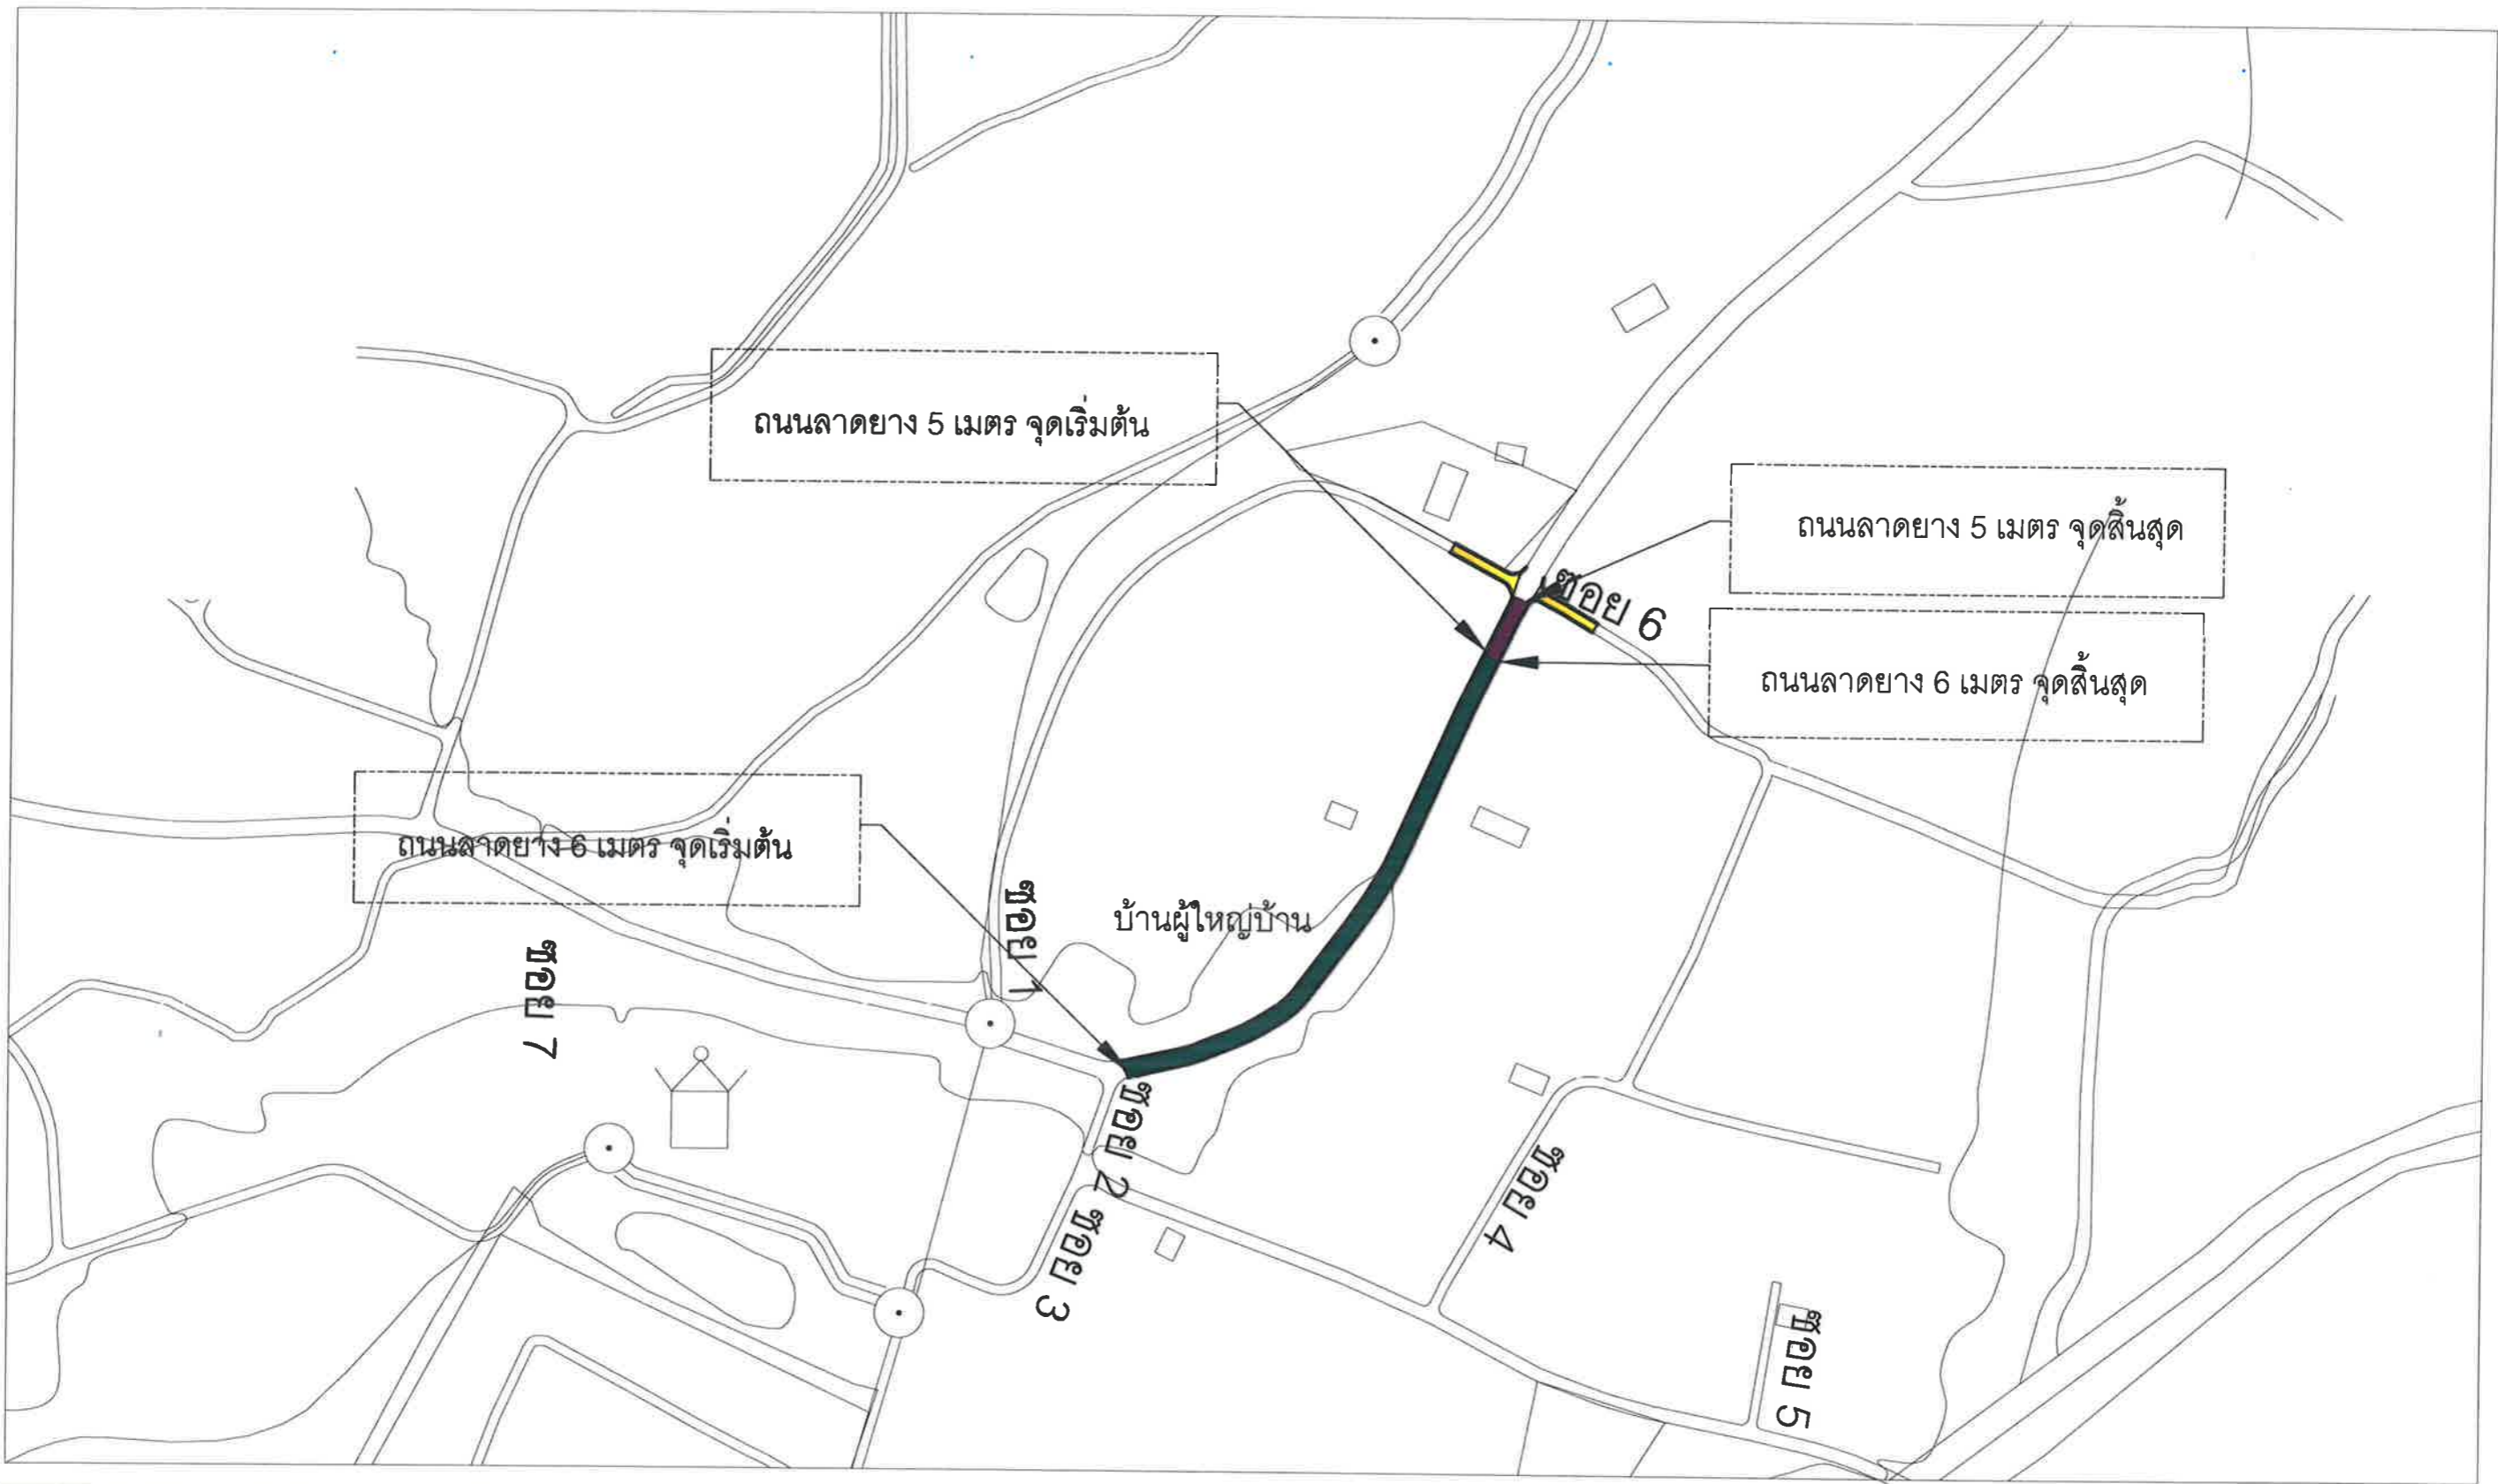 ถนนลาดยาง 5 เมตร จุดเริ่มต้น
ถนนลาดยาง 5 เมตร จุดสิ้นสุด
ซอย 6
ถนนลาดยาง 6 เมตร จุดสิ้นสุด
ถนนลาดยาง 6 เมตร จุดเริ่มต้น
ซอย 1
บ้านผู้ใหญ่บ้าน
ซอย 7
ซอย 2
ซอย 3
ซอย 4
ซอย 5